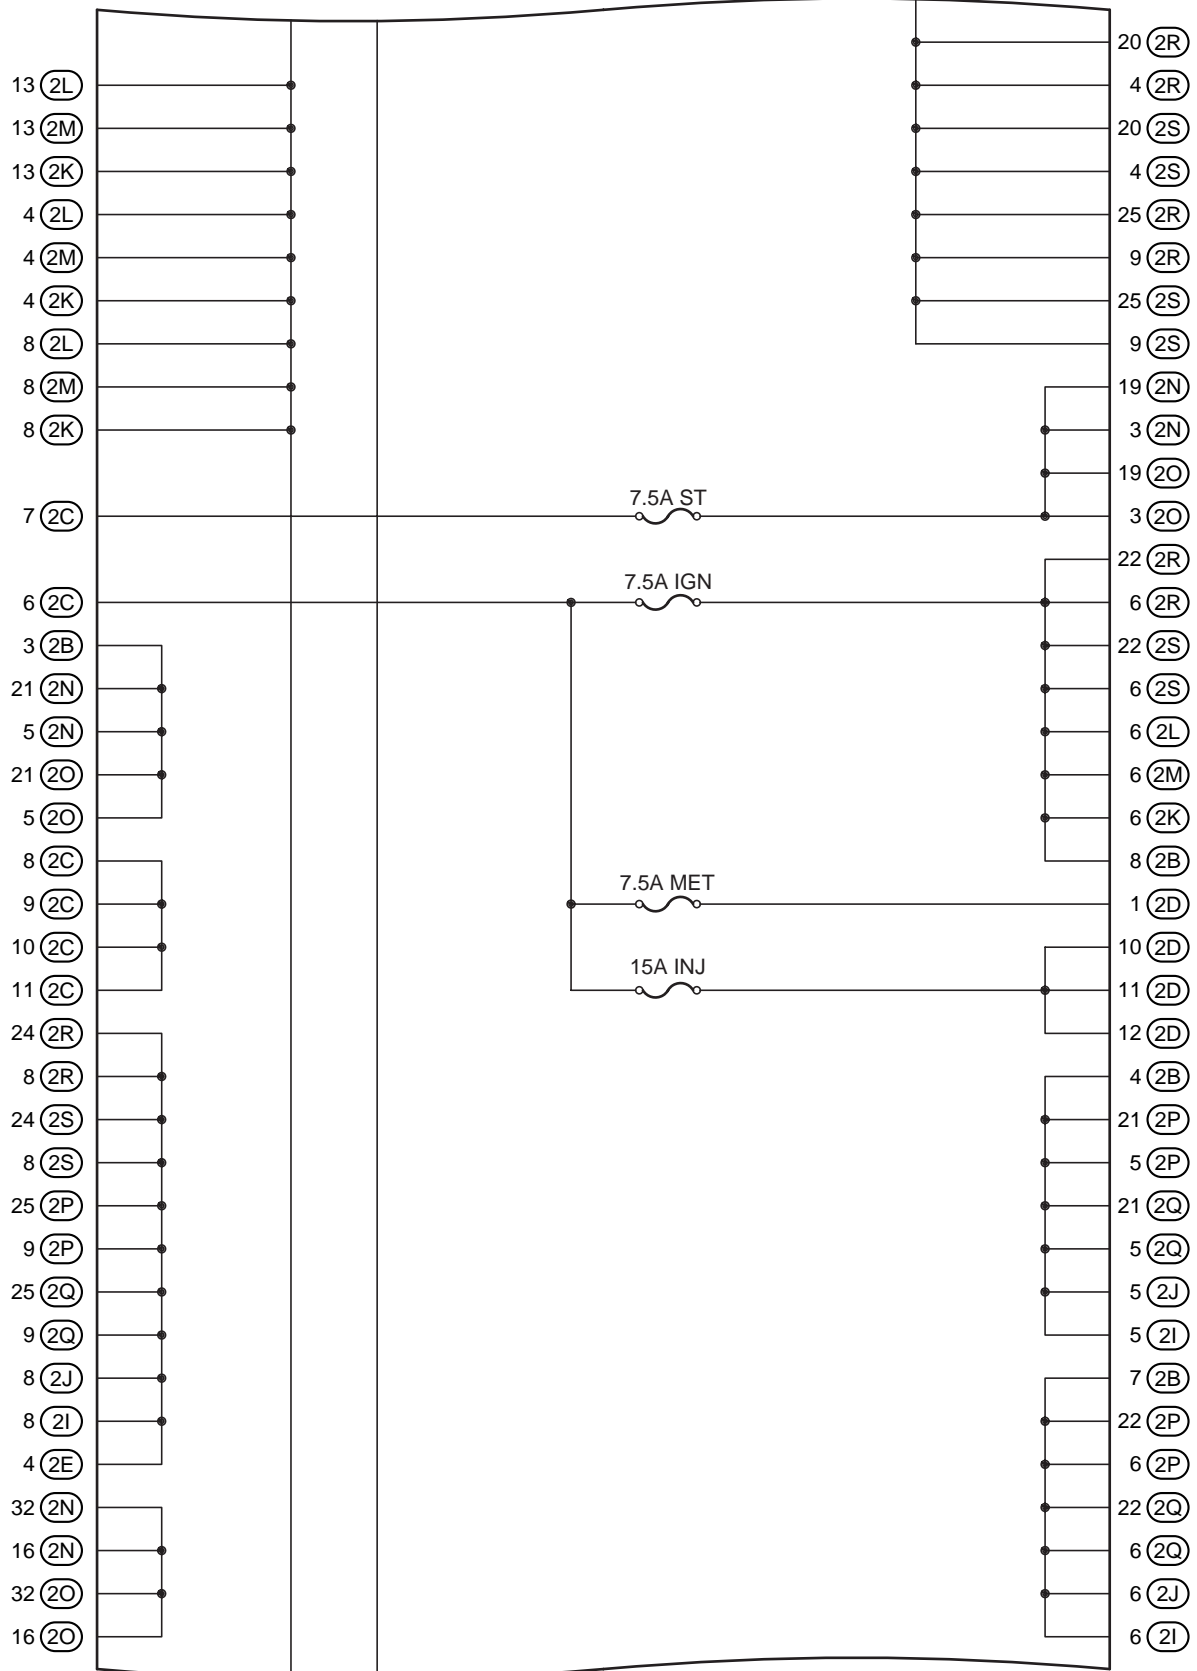 20 2R
13 2L
4 2R
13 2M
20 2S
13 2K
4 2S
4 2L
25 2R
4 2M
9 2R
4 2K
25 2S
8 2L
9 2S
8 2M
19 2N
8 2K
3 2N
19 2O
7.5A ST
7 2C
3 2O
22 2R
7.5A IGN
6 2C
6 2R
3 2B
22 2S
21 2N
6 2S
5 2N
6 2L
21 2O
6 2M
5 2O
6 2K
8 2C
8 2B
7.5A MET
9 2C
1 2D
10 2C
10 2D
15A INJ
11 2C
11 2D
24 2R
12 2D
8 2R
4 2B
24 2S
21 2P
8 2S
5 2P
25 2P
21 2Q
9 2P
5 2Q
25 2Q
5 2J
9 2Q
5 2I
8 2J
7 2B
8 2I
22 2P
4 2E
6 2P
32 2N
22 2Q
16 2N
6 2Q
32 2O
6 2J
16 2O
6 2I